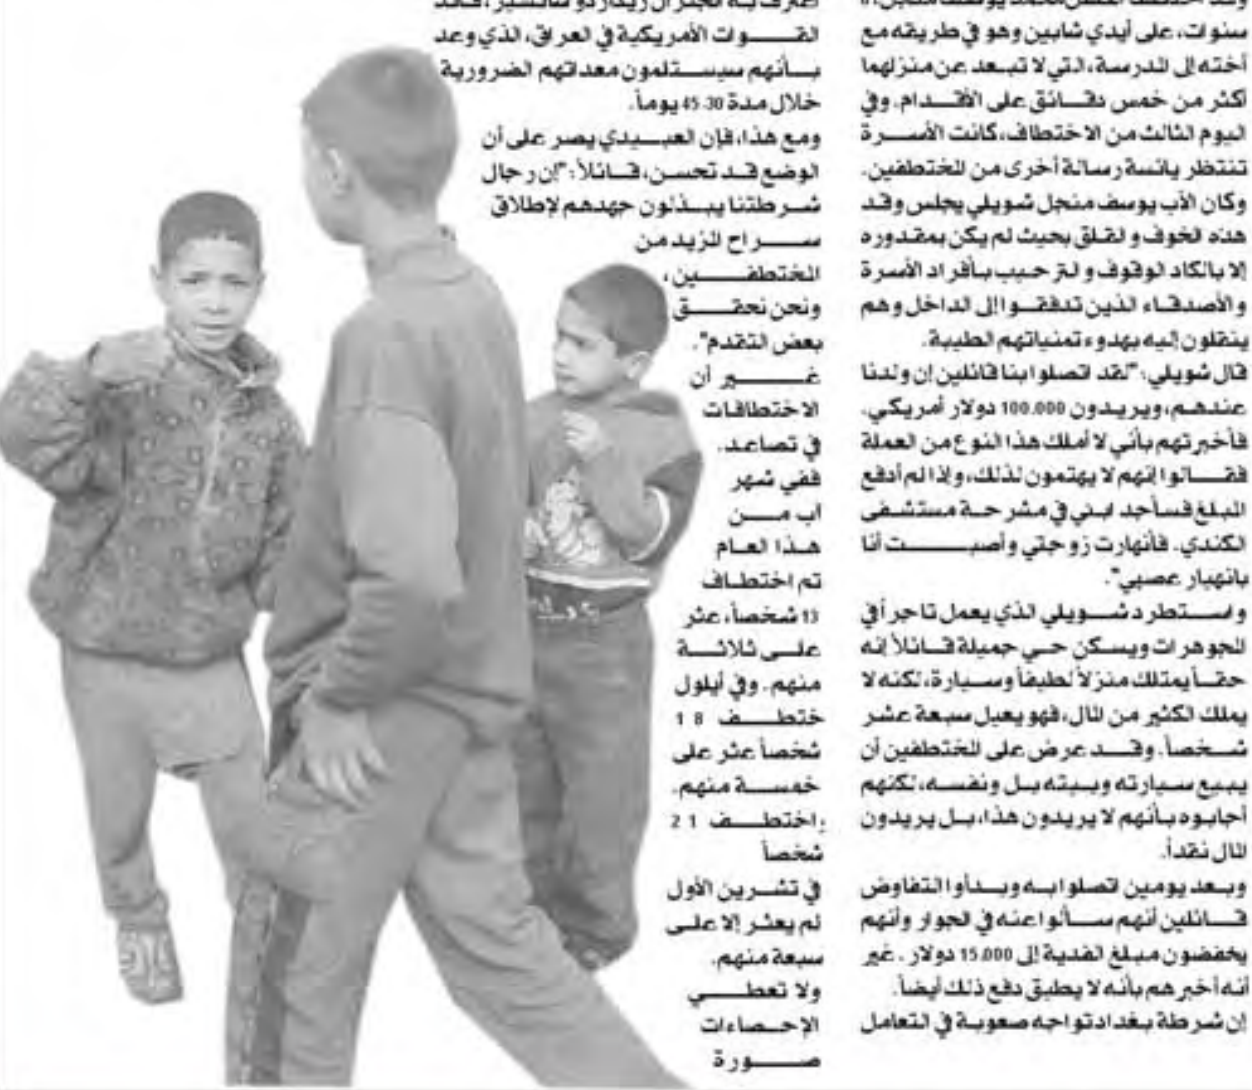 سنوات، على أيدي شابين وهو في طريقه مع
أخته إلى المدرسة، التي لا تبعد عن منزلهما
أكثر من خمس دقائق على الأقدام. وفي
اليوم الثالث من الاختطاف، كانت الأسرة
تنتظر يائسة رسالة أخرى من المختطفين.
وكان الأب يوسف منجل شويلي يجلس وقد
هده الخوف والقلق بحيث لم يكن بمقدوره
إلا بالكاد الوقوف والترحيب بأفراد الأسرة
والأصدقاء الذين تدفقوا إلى الداخل وهم
ينقلون إليه بهدوء تمنياتهم الطيبة.
قال شويلي: "لقد اتصلوا بنا قائلين إن ولدنا
عندهم، ويريدون 100.000 دولار أمريكي.
فأخبرتهم بأني لا أملك هذا النوع من العملة
فقالوا إنهم لا يهتمون لذلك، وإذا لم أدفع
المبلغ فسأجد ابني في مشرحة مستشفى
الكندي. فأنهارت زوجتي وأصبت أنا
بانهيار عصبي".
واستطرد شويلي الذي يعمل تاجراً في
المجوهرات ويسكن حي جميلة قائلاً إنه
حقاً يمتلك منزلاً لطيفاً وسيارة، لكنه لا
يملك الكثير من المال، فهو يعيل سبعة عشر
شخصاً. وقد عرض على المختطفين أن
يبيع سيارته وبيته بل ونفسه، لكنهم
أجابوه بأنهم لا يريدون هذا، بل يريدون
المال نقداً.
وبعد يومين اتصلوا به وبدأوا التفاوض
قائلين أنهم سألوا عنه في الجوار وأنهم
يخفضون مبلغ الفدية إلى 15.000 دولار. غير
أنه أخبرهم بأنه لا يطيق دفع ذلك أيضاً.
إن شرطة بغداد تواجه صعوبة في التعامل
القوات الأمريكية في العراق، الذي وعد
بأنهم سيستلمون معداتهم الضرورية
خلال مدة 30-45 يوماً.
ومع هذا، فإن العبيدي يصر على أن
الوضع قد تحسن، قائلاً: "إن رجال
شرطتنا يبذلون جهدهم لإطلاق
سراح المزيد من
المختطفين،
ونحن نحقق
بعض التقدم".
غير أن
الاختطافات
في تصاعد.
ففي شهر
آب من
هذا العام
تم اختطاف
13 شخصاً، عثر
على ثلاثة
منهم. وفي أيلول
ختطف 18
شخصاً عثر على
خمسة منهم.
واختطف 21
شخصاً
في تشرين الأول
لم يعثر إلا على
سبعة منهم.
ولا تعطي
الإحصاءات
صورة